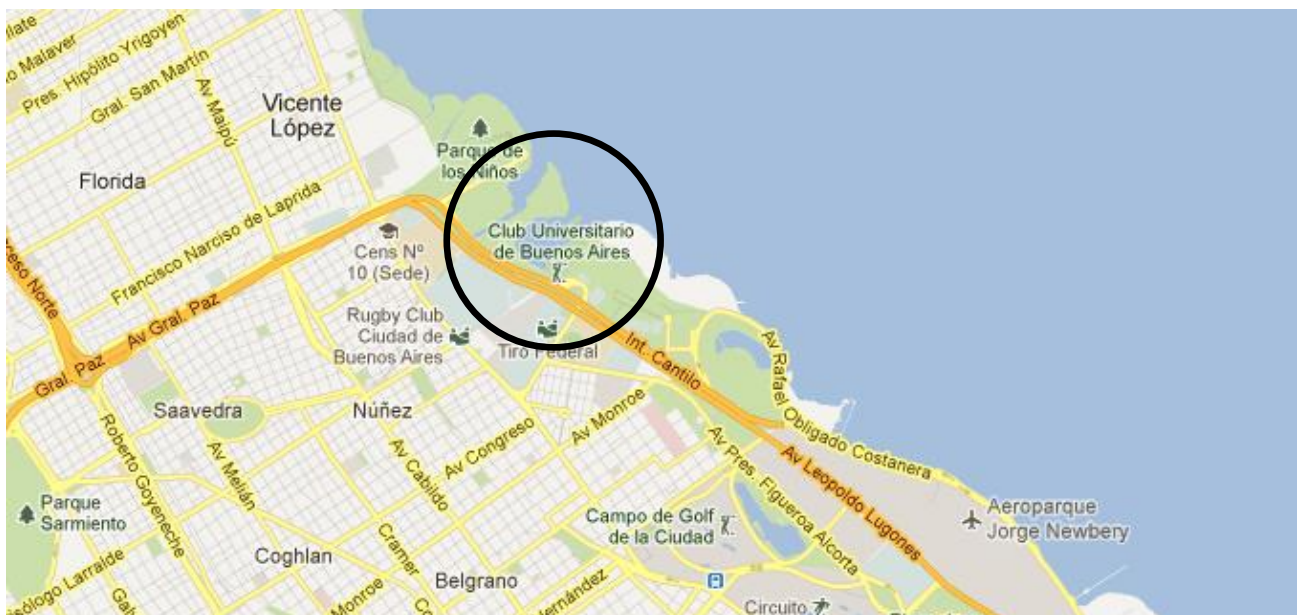 Malaver
Pres. Hipólito Yrigoyen
Gral. San Martín
Av Maipú
Vicente
López
Parque de
los Niños
Florida
Francisco Narciso de Laprida
Club Universitario
de Buenos Aires
Cens Nº
10 (Sede)
Av Gral. Paz
Rugby Club
Ciudad de
Buenos Aires
Tiro Federal
Int. Cantilo
Av Rafael Obligado Costanera
Gral. Paz
Saavedra
Núñez
Av Monroe
Av Congreso
Roberto Goyeneche
Av Melián
Av Cabildo
Av Pres. Figueroa Alcorta
Av Leopoldo Lugones
Parque
Sarmiento
Campo de Golf
de la Ciudad
Aeroparque
Jorge Newbery
Coghlan
Cramer
Belgrano
Larralde
Monroe
Circuito